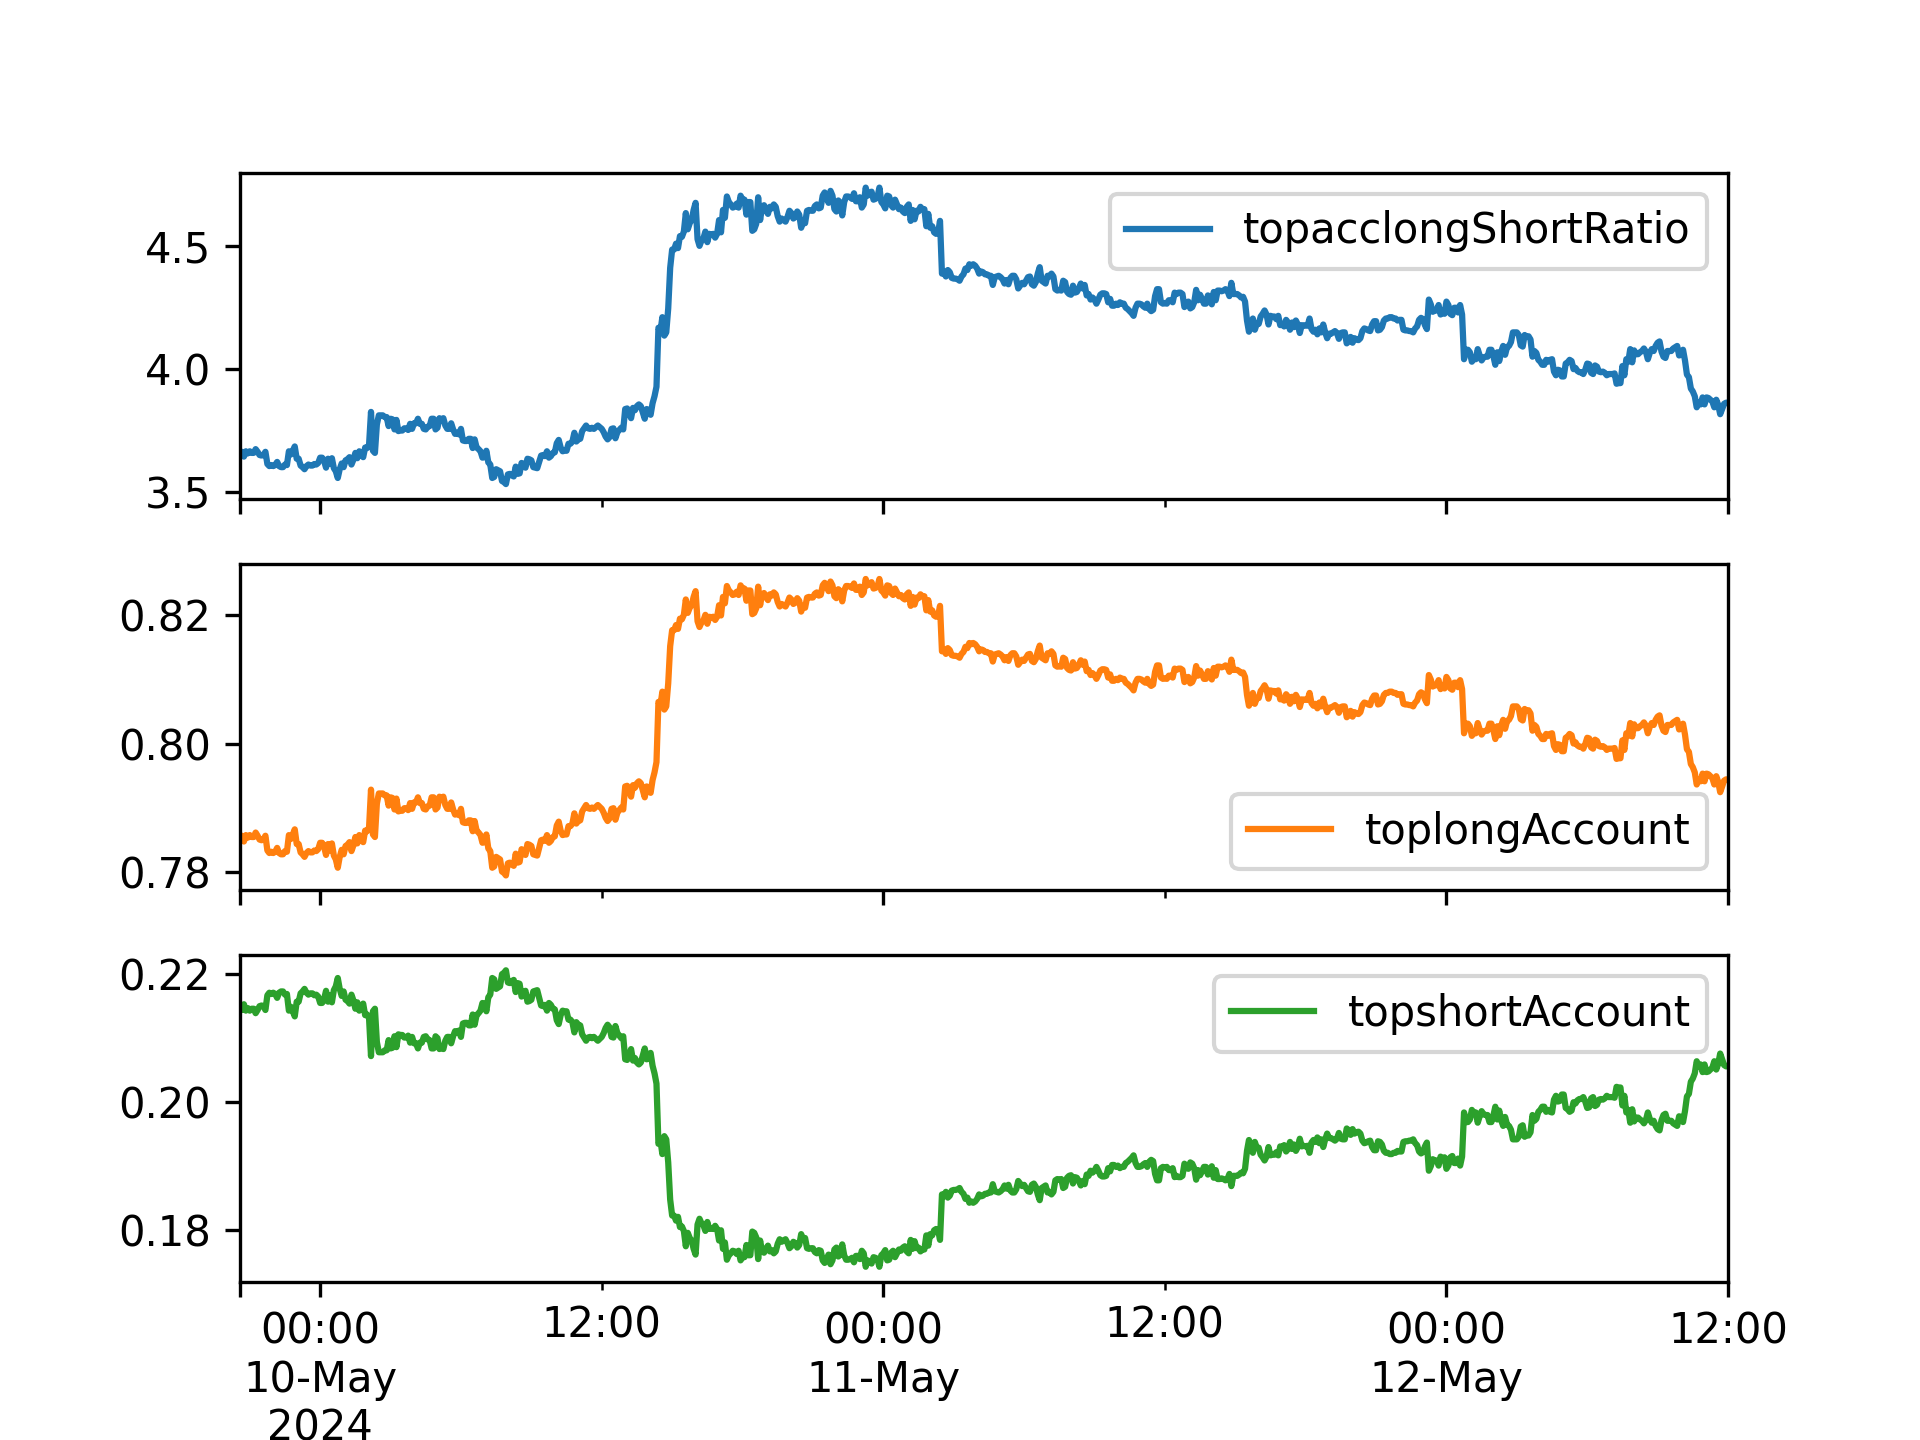 topacclongShortRatio
4.5
4.0
3.5
0.82
0.80
0.78
toplongAccount
0.22
0.20
0.18
topshortAccount
00:00 12:00 00:00 12:00 00:00 12:00
10-May 11-May 12-May
2024